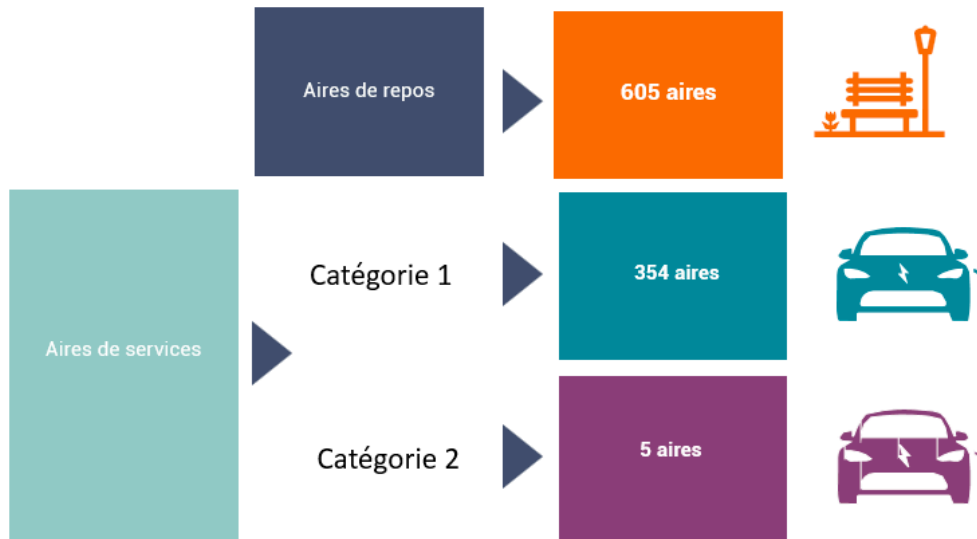 Aires de repos
605 aires
Aires de services
Catégorie 1
354 aires
Catégorie 2
5 aires